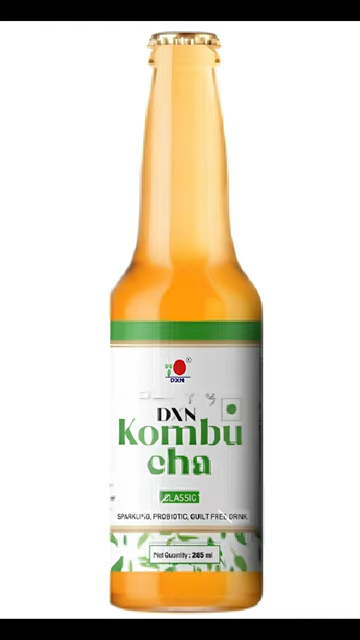 DXN
DXN
Kombu
cha
CLASSIC
SPARKLING, PROBIOTIC, GUILT FREE DRINK
Net Quantity : 285 ml